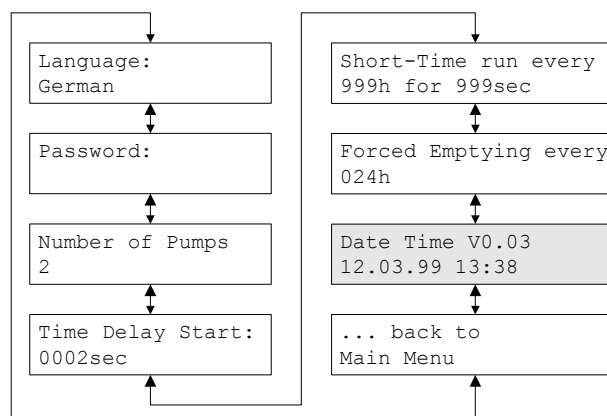 Language:
German
Password:
Number of Pumps
2
Time Delay Start:
0002sec
Short-Time run every
999h for 999sec
Forced Emptying every
024h
Date Time V0.03
12.03.99 13:38
... back to
Main Menu